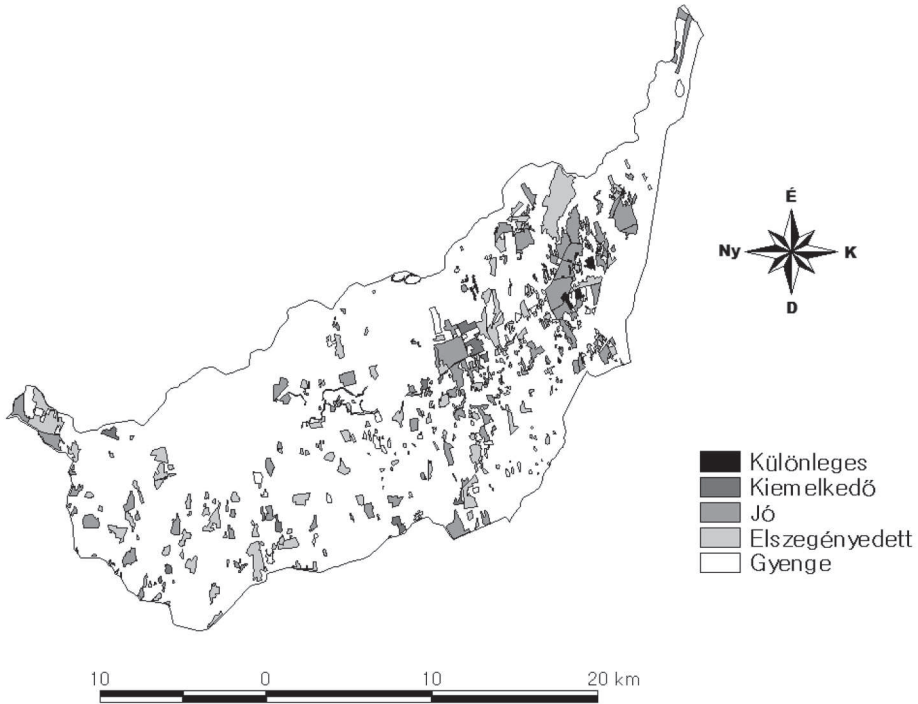 É
Ny K
D
Különleges
Kiemelkedő
Jó
Elszegényedett
Gyenge
10 0 10 20 km